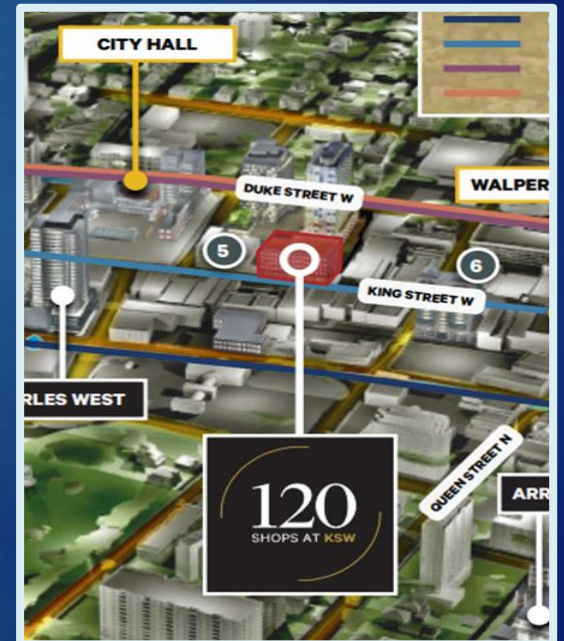 CITY HALL
DUKE STREET W
WALPER
5
6
KING STREET W
RLES WEST
QUEEN STREET N
120
SHOPS AT KSW
ARR